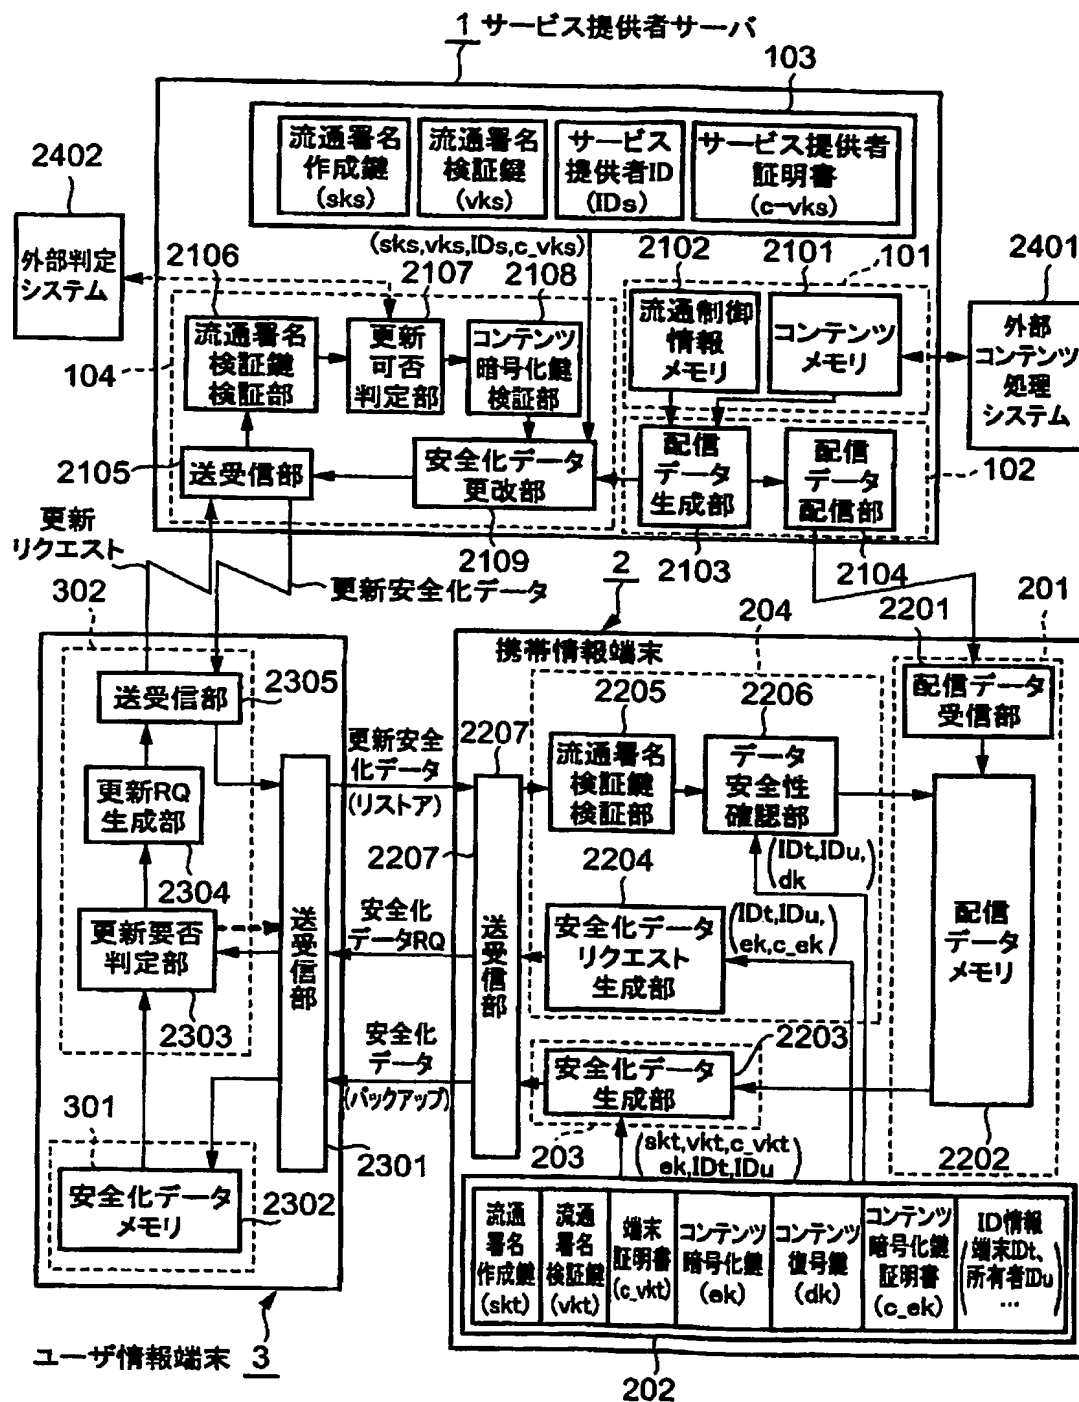 1 サービス提供者サーバ
103
流通署名
作成鍵
(sks)
流通署名
検証鍵
(vks)
サービス
提供者ID
(IDs)
サービス提供者
証明書
(c-vks)
2402
外部判定
システム
(sks,vks,IDs,c_vks)
2106
2107
2108
2102
2101
101
2401
流通署名
検証鍵
検証部
更新
可否
判定部
コンテンツ
暗号化鍵
検証部
流通制御
情報
メモリ
コンテンツ
メモリ
外部
コンテンツ
処理
システム
104
2105
送受信部
安全化データ
更改部
配信
データ
生成部
配信
データ
配信部
102
更新
リクエスト
2109
2103
2104
更新安全化データ
302
2
204
2201
201
携帯情報端末
送受信部
2305
2205
2206
配信データ
受信部
更新安全
化データ
(リストア)
2207
流通署名
検証鍵
検証部
データ
安全性
確認部
更新RQ
生成部
2304
2207
2204
(IDt,IDu,
dk)
安全化
データRQ
更新要否
判定部
2303
送受信部
送受信部
安全化データ
リクエスト
生成部
(IDt,IDu,
ek,c_ek)
配信
データ
メモリ
安全化
データ
(バックアップ)
安全化データ
生成部
2203
301
2301
203
(skt,vkt,c_vkt
ek,IDt,IDu)
2202
安全化データ
メモリ
2302
流通
署名
作成鍵
(skt)
流通
署名
検証鍵
(vkt)
端末
証明書
(c_vkt)
コンテンツ
暗号化鍵
(ek)
コンテンツ
復号鍵
(dk)
コンテンツ
暗号化鍵
証明書
(c_ek)
ID情報
(端末IDt、
所有者IDu
…)
ユーザ情報端末 3
202